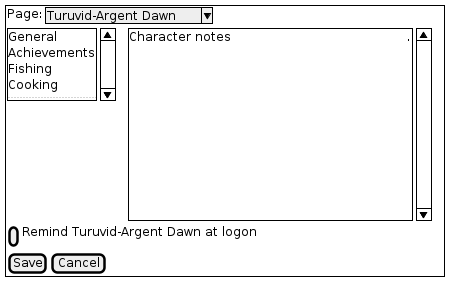 Page: Turuvid-Argent Dawn
General
Achievements
Fishing
Cooking
Character notes .
Remind Turuvid-Argent Dawn at logon
Save Cancel